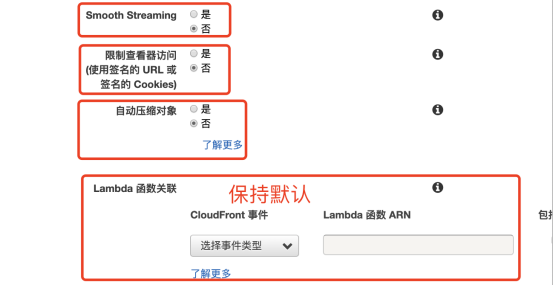 Smooth Streaming
是
否
限制查看器访问
(使用签名的 URL 或
签名的 Cookies)
是
否
自动压缩对象
是
否
了解更多
Lambda 函数关联
保持默认
CloudFront 事件
Lambda 函数 ARN
选择事件类型
了解更多